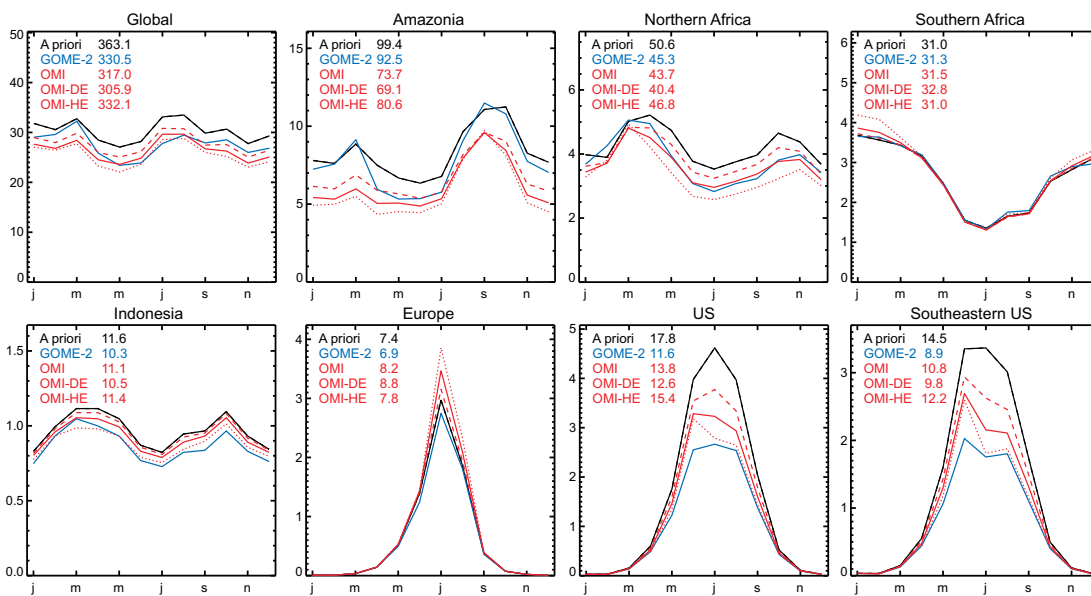 Global
50
40
30
20
10
0
A priori 363.1
GOME-2 330.5
OMI 317.0
OMI-DE 305.9
OMI-HE 332.1
j m m j s n
Amazonia
15
10
5
0
A priori 99.4
GOME-2 92.5
OMI 73.7
OMI-DE 69.1
OMI-HE 80.6
j m m j s n
Northern Africa
6
4
2
0
A priori 50.6
GOME-2 45.3
OMI 43.7
OMI-DE 40.4
OMI-HE 46.8
j m m j s n
Southern Africa
6
5
4
3
2
1
0
A priori 31.0
GOME-2 31.3
OMI 31.5
OMI-DE 32.8
OMI-HE 31.0
j m m j s n
Indonesia
1.5
1.0
0.5
0.0
A priori 11.6
GOME-2 10.3
OMI 11.1
OMI-DE 10.5
OMI-HE 11.4
j m m j s n
Europe
4
3
2
1
0
A priori 7.4
GOME-2 6.9
OMI 8.2
OMI-DE 8.8
OMI-HE 7.8
j m m j s n
US
5
4
3
2
1
0
A priori 17.8
GOME-2 11.6
OMI 13.8
OMI-DE 12.6
OMI-HE 15.4
j m m j s n
Southeastern US
3
2
1
0
A priori 14.5
GOME-2 8.9
OMI 10.8
OMI-DE 9.8
OMI-HE 12.2
j m m j s n